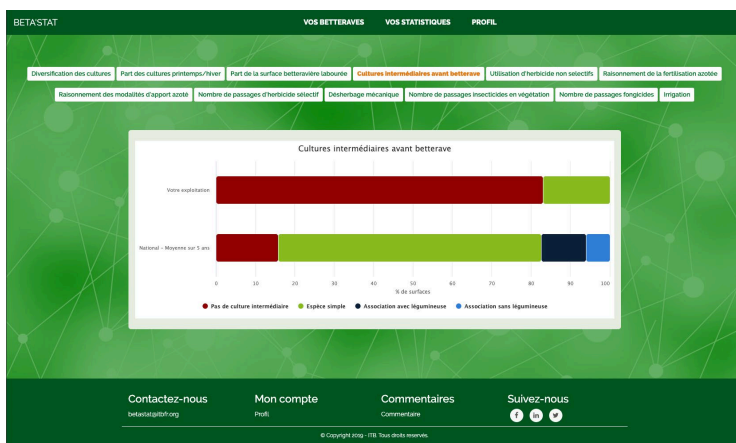 BETA'STAT VOS BETTERAVES VOS STATISTIQUES PROFIL
Diversification des cultures Part des cultures printemps/hiver Part de la surface betteravière labourée Cultures intermédiaires avant betterave Utilisation d'herbicide non selectifs Raisonnement de la fertilisation azotée
Raisonnement des modalités d'apport azoté Nombre de passages d'herbicide sélectif Désherbage mécanique Nombre de passages insecticides en végétation Nombre de passages fongicides Irrigation
Cultures intermédiaires avant betterave
Votre exploitation
National - Moyenne sur 5 ans
0 10 20 30 40 50 60 70 80 90 100
% de surfaces
Pas de culture intermédiaire Espèce simple Association avec légumineuse Association sans légumineuse
Contactez-nous Mon compte Commentaires Suivez-nous
betastat@itbfr.org Profil Commentaire
© Copyright 2019 - ITB. Tous droits reservés.